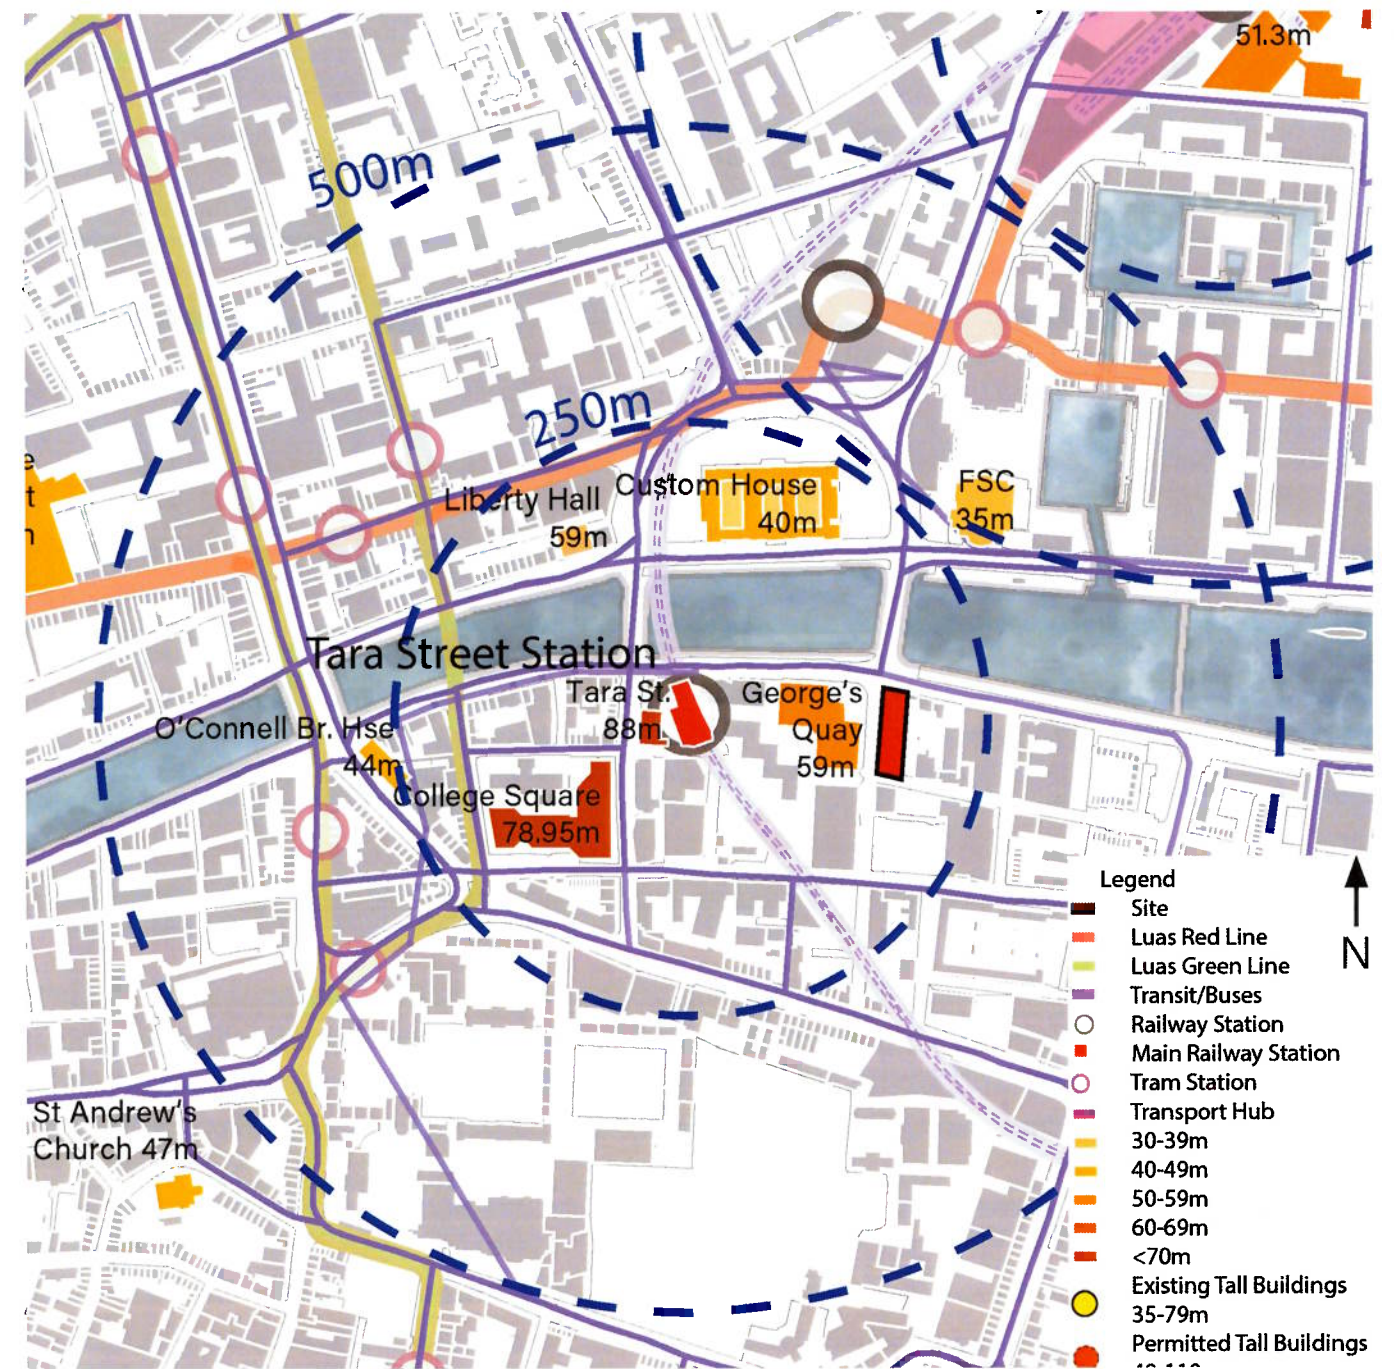 51.3m
500m
250m
e
t
Liberty Hall
59m
Custom House
40m
FSC
35m
Tara Street Station
Tara St.
88m
George's
Quay
59m
O'Connell Br. Hse
44m
College Square
78.95m
St Andrew's
Church 47m
N
Legend
Site
Luas Red Line
Luas Green Line
Transit/Buses
Railway Station
Main Railway Station
Tram Station
Transport Hub
30-39m
40-49m
50-59m
60-69m
<70m
Existing Tall Buildings
35-79m
Permitted Tall Buildings